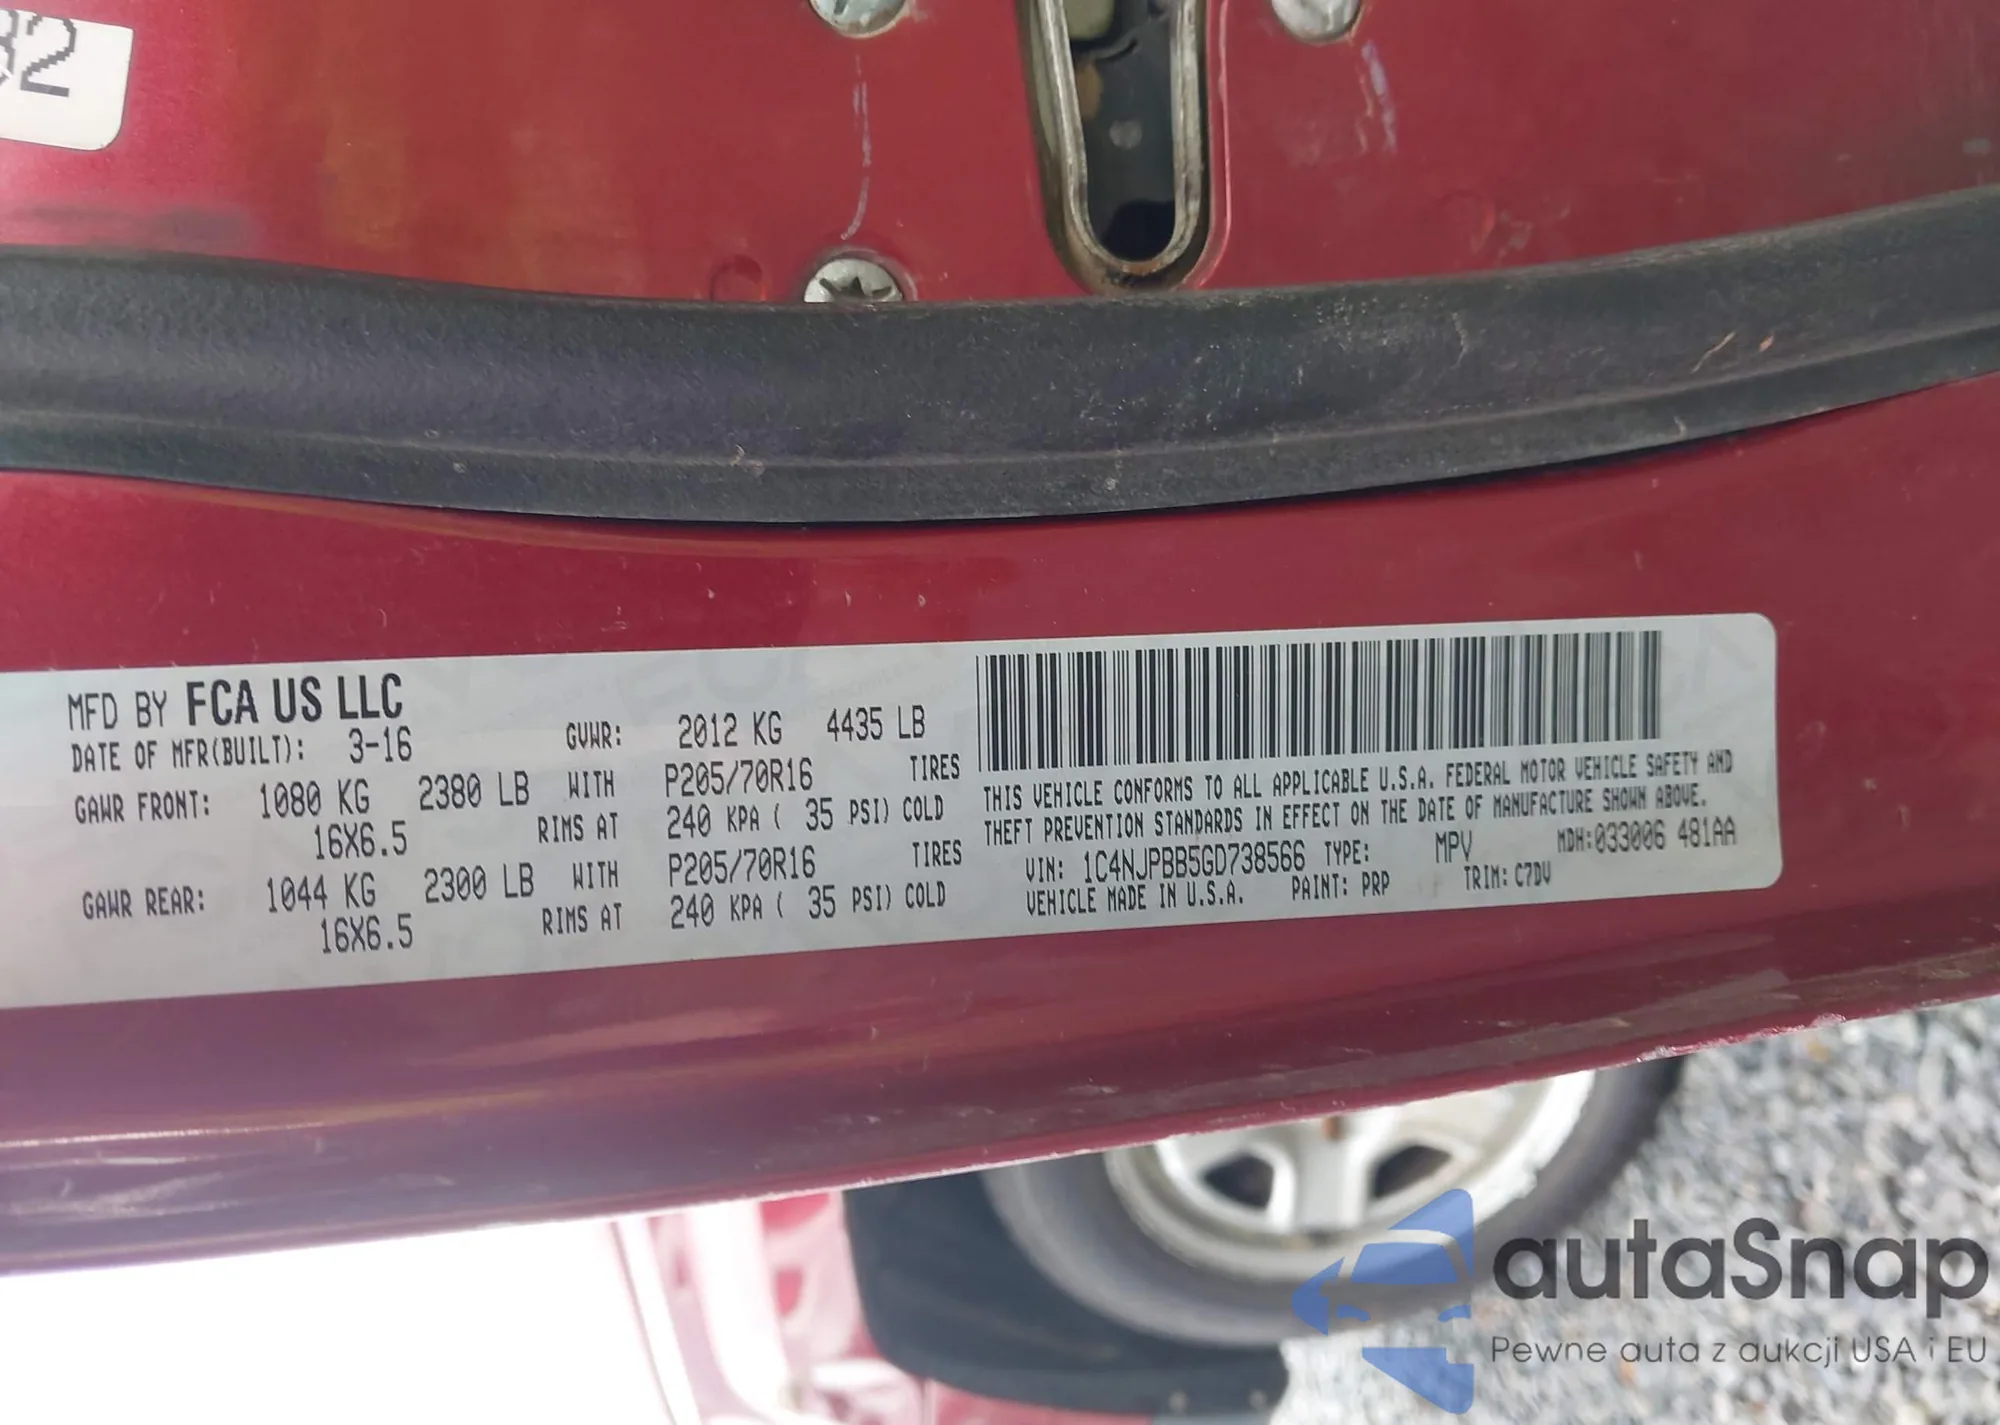 32
MFD BY FCA US LLC
DATE OF MFR(BUILT): 3-16 GVWR: 2012 KG 4435 LB
GAWR FRONT: 1080 KG 2380 LB WITH P205/70R16 TIRES
16X6.5 RIMS AT 240 KPA ( 35 PSI) COLD
GAWR REAR: 1044 KG 2300 LB WITH P205/70R16 TIRES
16X6.5 RIMS AT 240 KPA ( 35 PSI) COLD
THIS VEHICLE CONFORMS TO ALL APPLICABLE U.S.A. FEDERAL MOTOR VEHICLE SAFETY AND
THEFT PREVENTION STANDARDS IN EFFECT ON THE DATE OF MANUFACTURE SHOWN ABOVE.
VIN: 1C4NJPBB5GD738566 TYPE: MPV MDH:033006 481AA
VEHICLE MADE IN U.S.A. PAINT: PRP TRIM: C7DV
autaSnap
Pewne auta z aukcji USA i EU